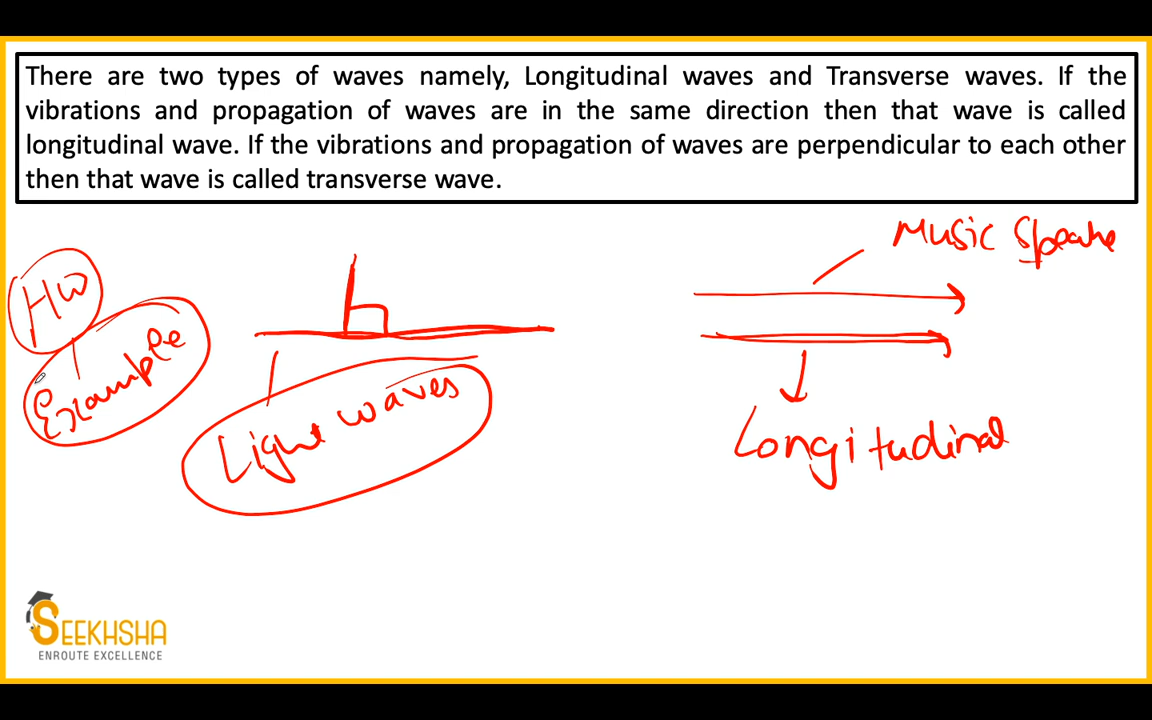 There are two types of waves namely, Longitudinal waves and Transverse waves. If the
vibrations and propagation of waves are in the same direction then that wave is called
longitudinal wave. If the vibrations and propagation of waves are perpendicular to each other
then that wave is called transverse wave.
Music Speake
HW
Example
Light waves
Longitudinal
SEEKHSHA
ENROUTE EXCELLENCE